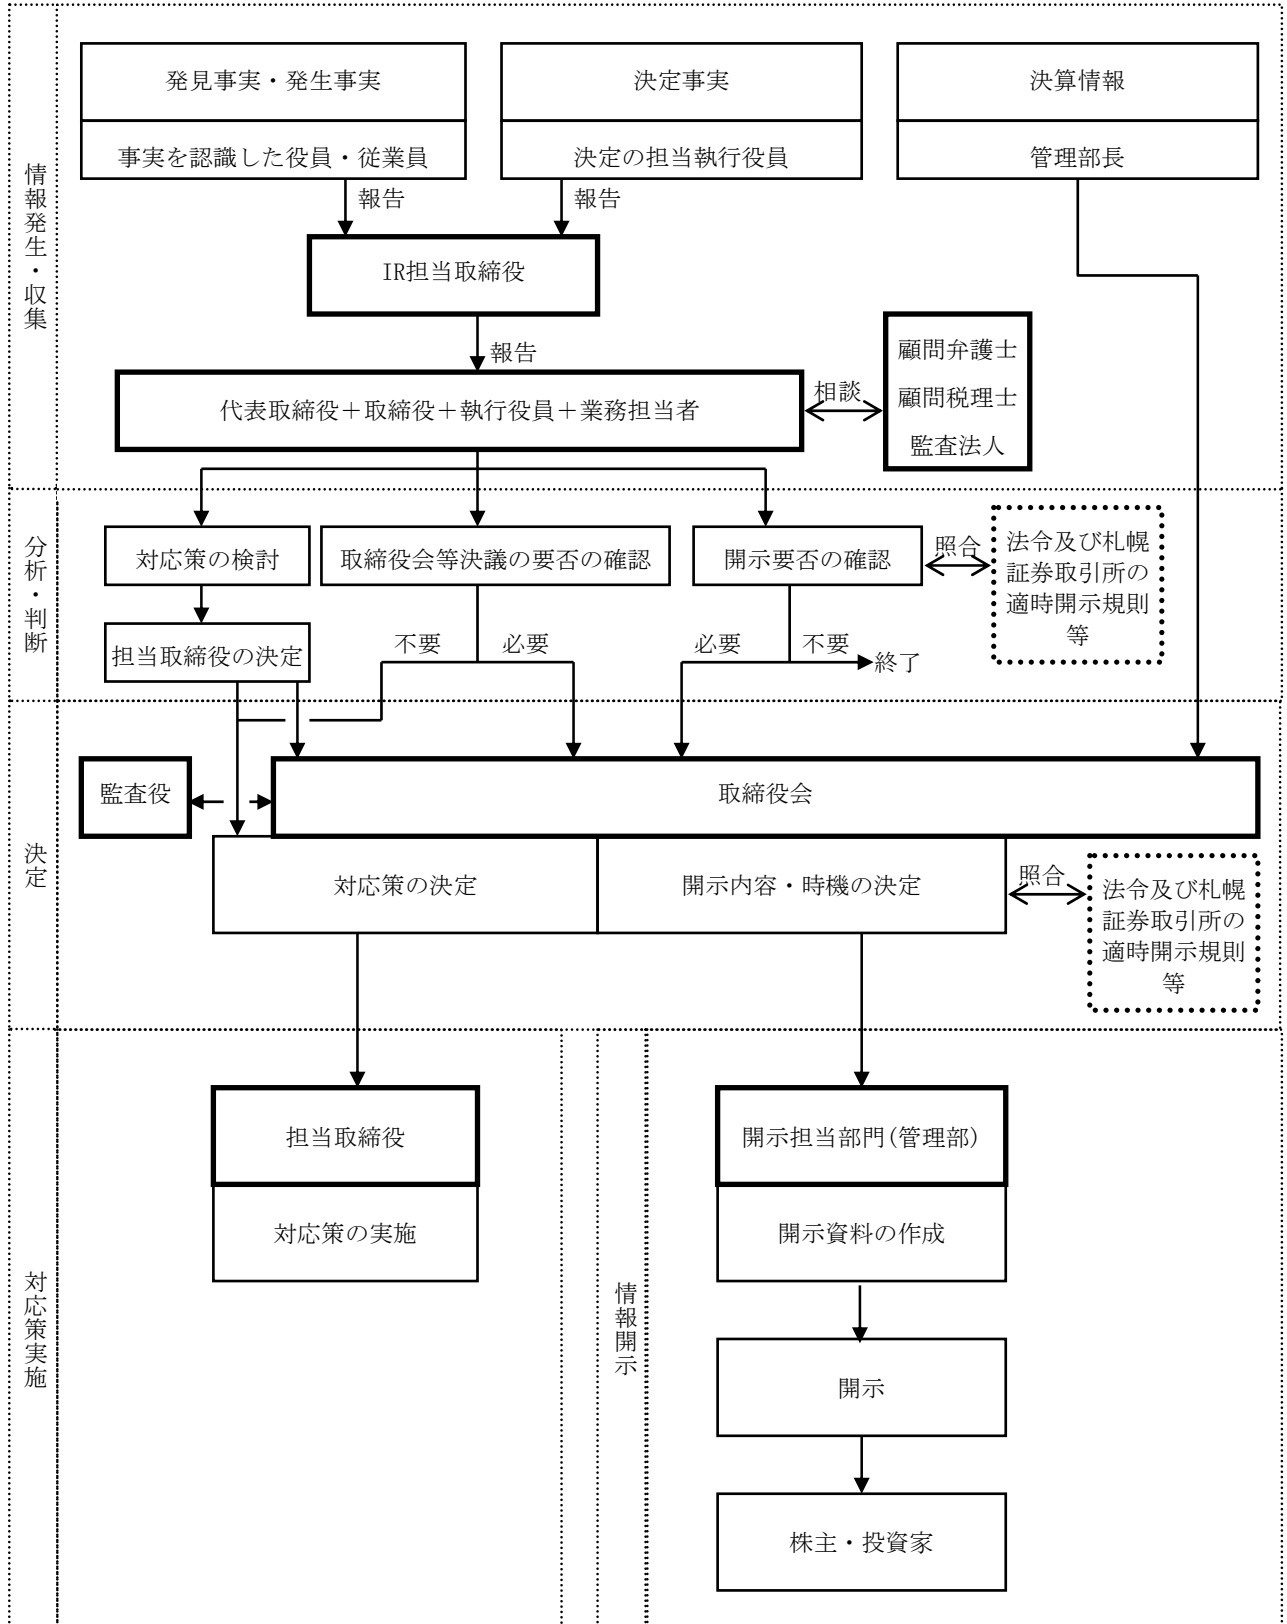 情報発生・収集
発見事実・発生事実
決定事実
決算情報
事実を認識した役員・従業員
決定の担当執行役員
管理部長
報告
報告
IR担当取締役
報告
代表取締役＋取締役＋執行役員＋業務担当者
相談
顧問弁護士
顧問税理士
監査法人
分析・判断
対応策の検討
取締役会等決議の要否の確認
開示要否の確認
照合
法令及び札幌
証券取引所の
適時開示規則
等
担当取締役の決定
不要
必要
必要
不要
終了
決定
監査役
取締役会
対応策の決定
開示内容・時機の決定
照合
法令及び札幌
証券取引所の
適時開示規則
等
対応策実施
担当取締役
対応策の実施
情報開示
開示担当部門(管理部)
開示資料の作成
開示
株主・投資家